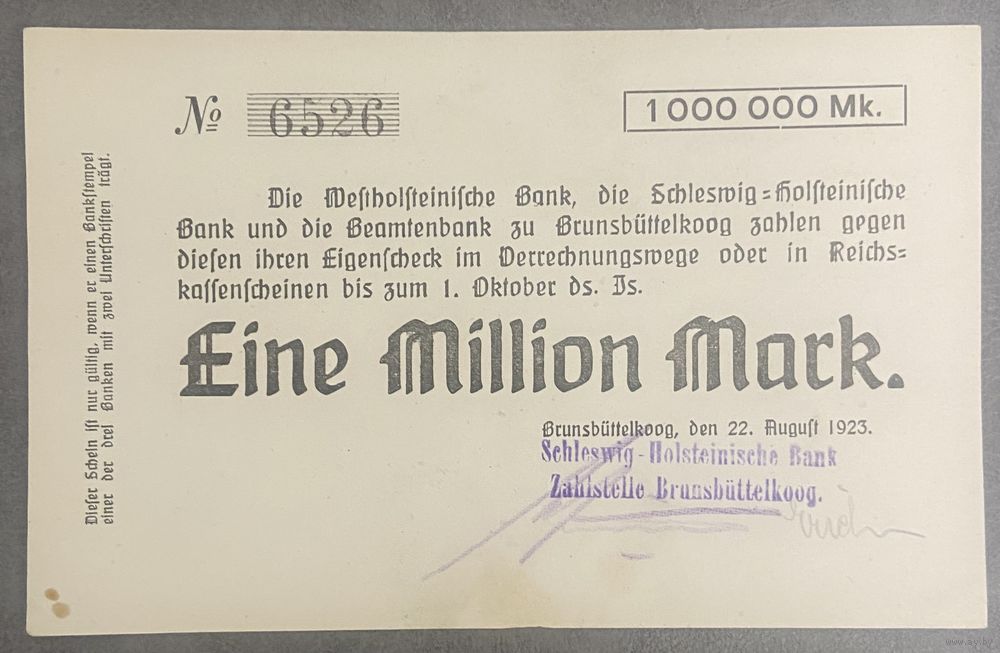 № 6526
1 000 000 Mk.
Die Westholsteinische Bank, die Schleswig-Holsteinische
Bank und die Beamtenbank zu Brunsbüttelkoog zahlen gegen
diesen ihren Eigenscheck im Verrechnungswege oder in Reichs-
kassenscheinen bis zum 1. Oktober ds. Js.
Eine Million Mark.
Brunsbüttelkoog, den 22. August 1923.
Schleswig-Holsteinische Bank
Zahlstelle Brunsbüttelkoog.
Dieser Schein ist nur gültig, wenn er einen Bankstempel
einer der drei Banken mit zwei Unterschriften trägt.
www.ay.by